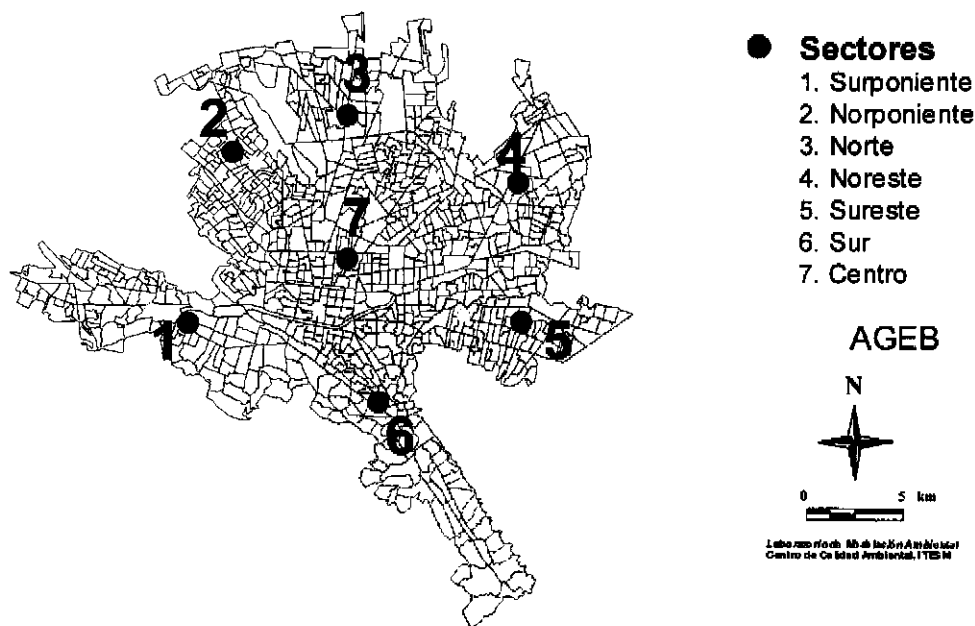 3
2
4
7
1
5
6
Sectores
1. Surponiente
2. Norponiente
3. Norte
4. Noreste
5. Sureste
6. Sur
7. Centro
AGEB
N
0 5 km
Centro de Calidad Ambiental, ITESM